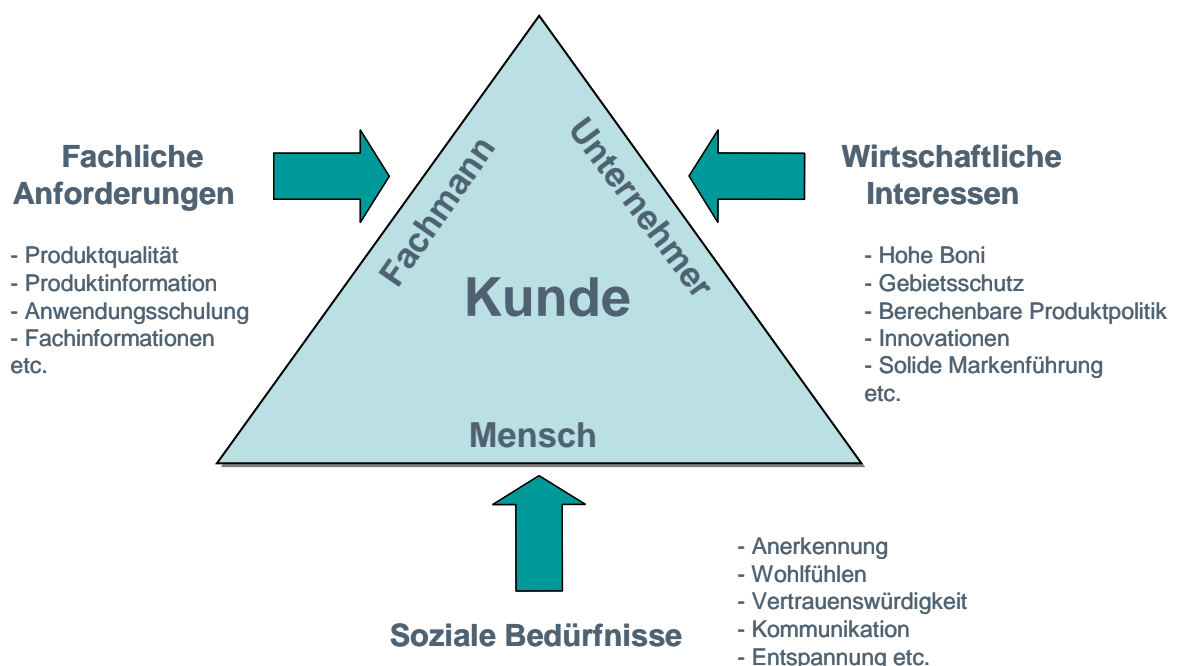 Fachliche
Anforderungen
- Produktqualität
- Produktinformation
- Anwendungsschulung
- Fachinformationen
etc.
Fachmann
Unternehmer
Kunde
Mensch
Wirtschaftliche
Interessen
- Hohe Boni
- Gebietsschutz
- Berechenbare Produktpolitik
- Innovationen
- Solide Markenführung
etc.
Soziale Bedürfnisse
- Anerkennung
- Wohlfühlen
- Vertrauenswürdigkeit
- Kommunikation
- Entspannung etc.